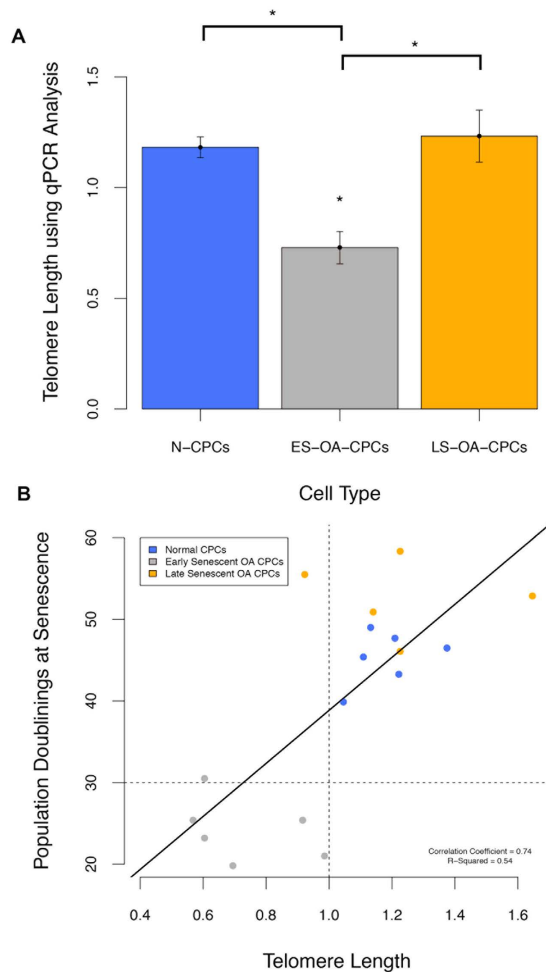 A
*
*
Telomere Length using qPCR Analysis
1.5
1.0
0.5
0.0
*
N-CPCs
ES-OA-CPCs
LS-OA-CPCs
Cell Type
B
Population Doublinings at Senescence
60
50
40
30
20
Normal CPCs
Early Senescent OA CPCs
Late Senescent OA CPCs
Correlation Coefficient = 0.74
R-Squared = 0.54
0.4
0.6
0.8
1.0
1.2
1.4
1.6
Telomere Length